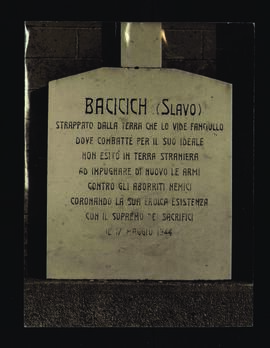 BACICICH (SLAVO)
STRAPPATO DALLA TERRA CHE LO VIDE FANCIULLO
DOVE COMBATTÉ PER IL SUO IDEALE
NON ESITÒ IN TERRA STRANIERA
AD IMPUGNARE DI NUOVO LE ARMI
CONTRO GLI ABORRITI NEMICI
CORONANDO LA SUA EROICA ESISTENZA
CON IL SUPREMO DEI SACRIFICI
IL 17 MAGGIO 1944